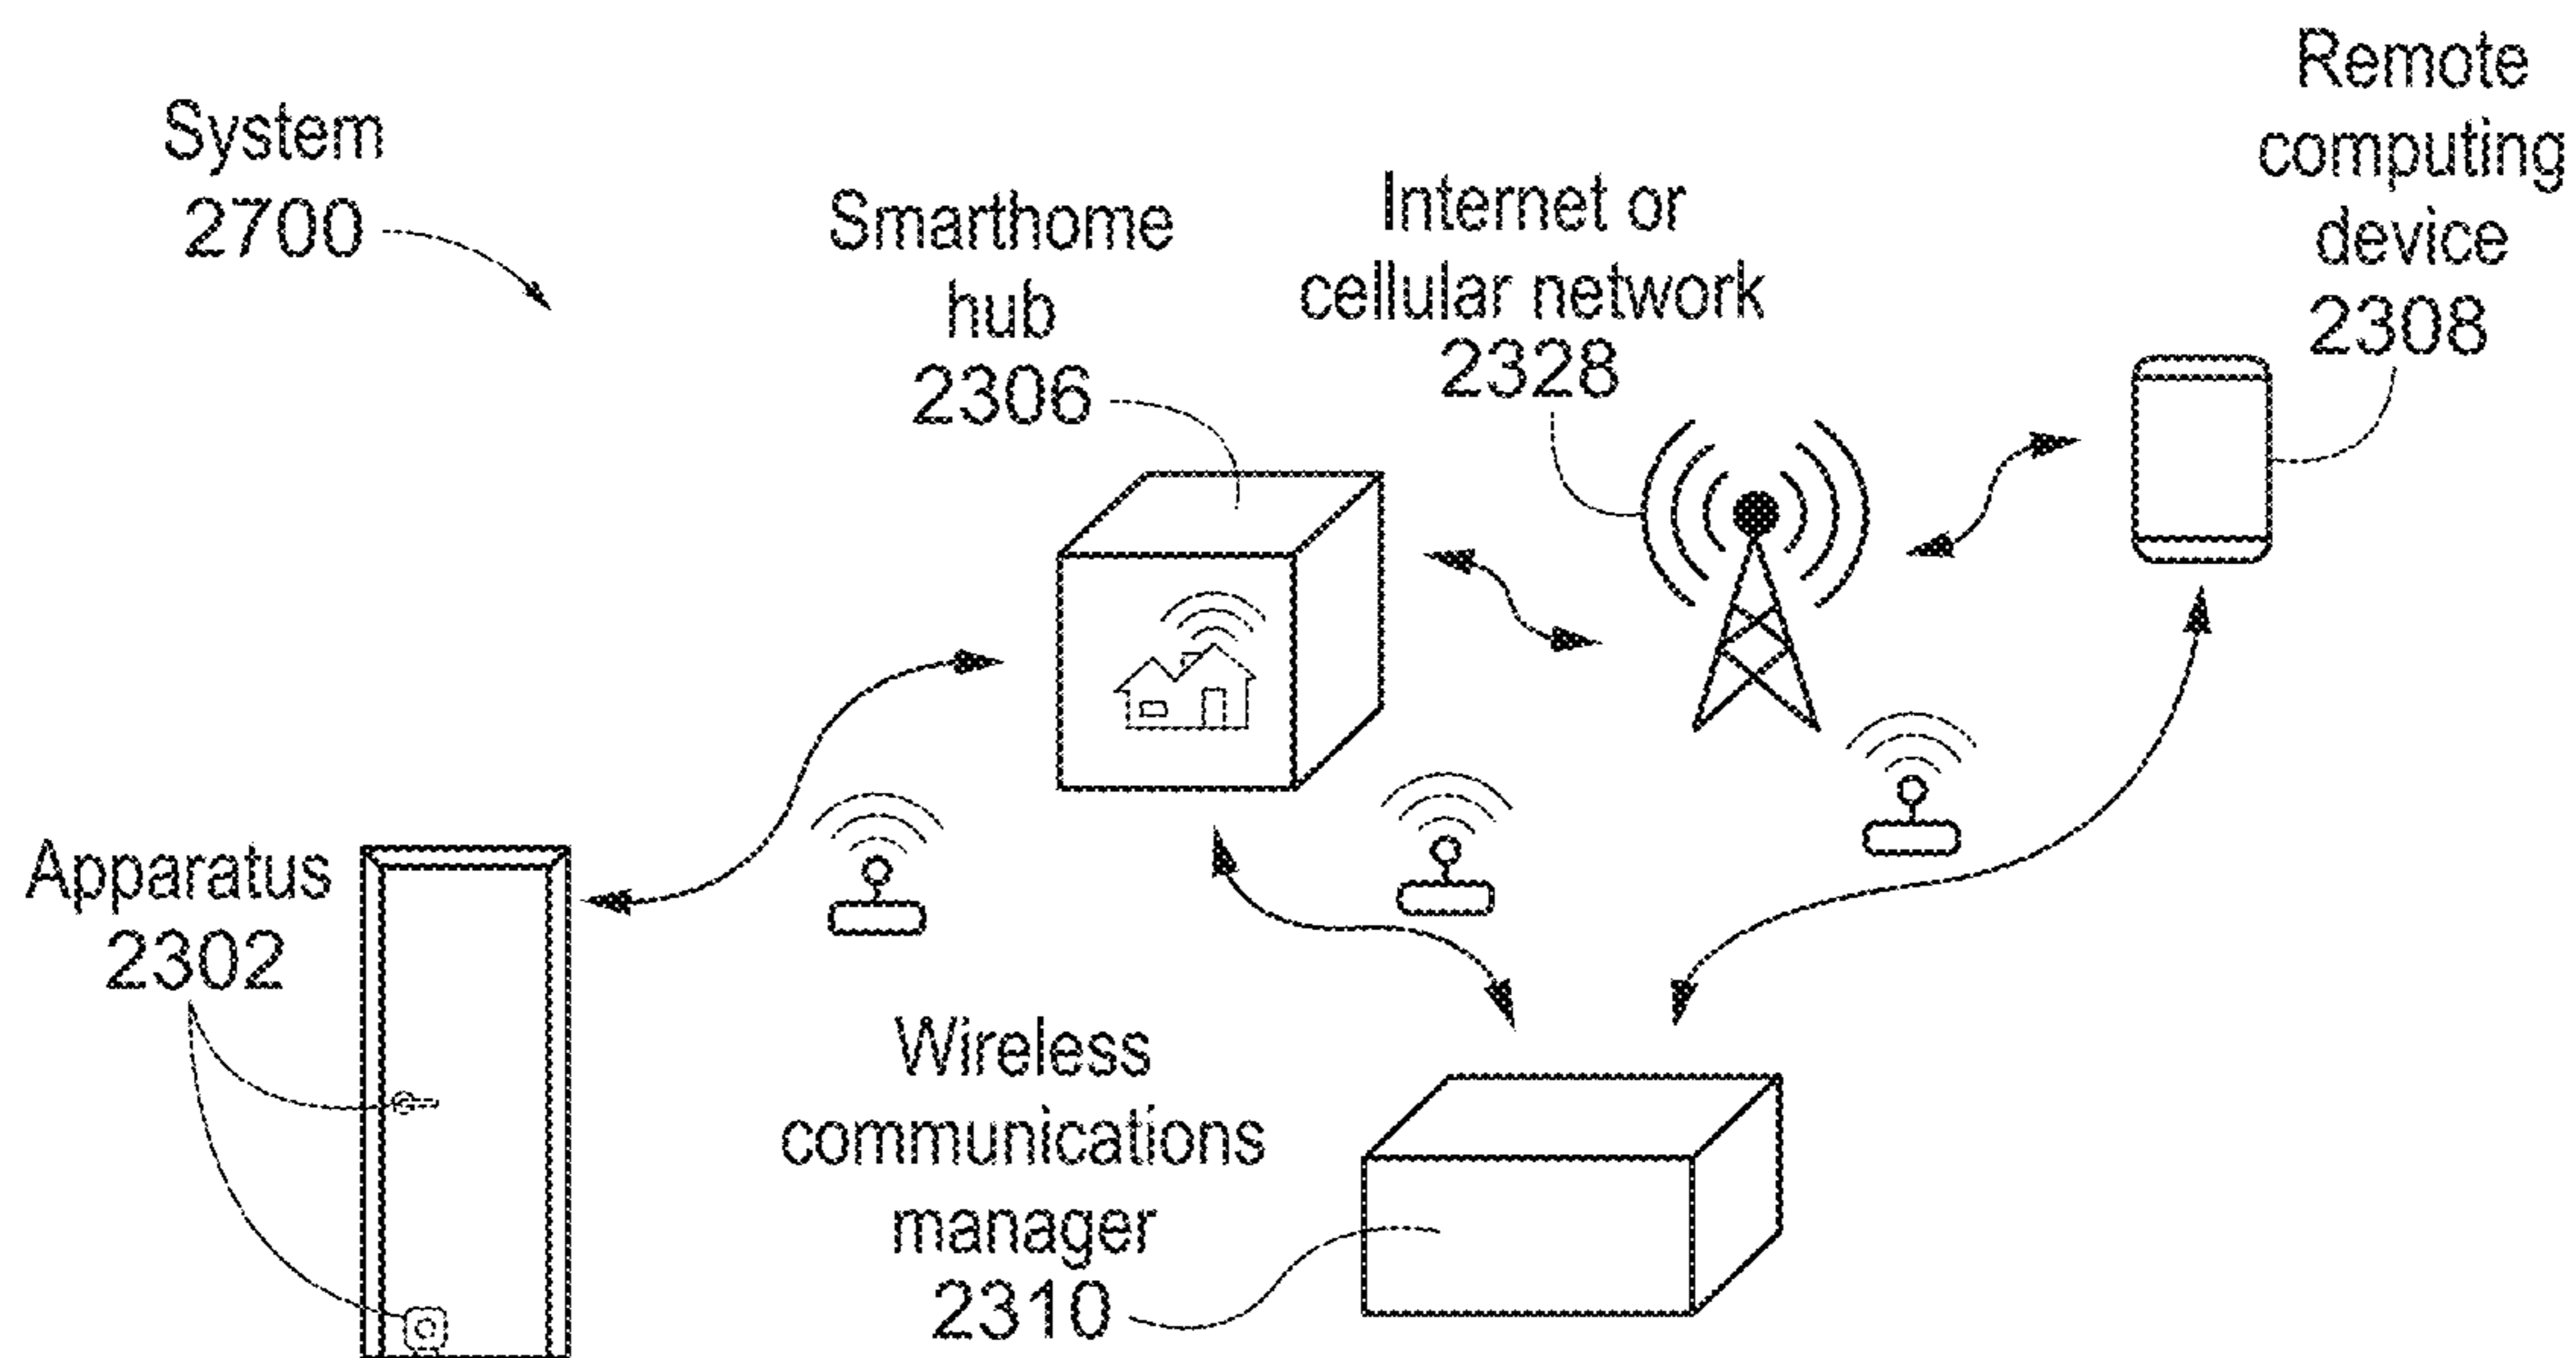 System
2700
Smarthome
hub
2306
Internet or
cellular network
2328
Remote
computing
device
2308
Apparatus
2302
Wireless
communications
manager
2310